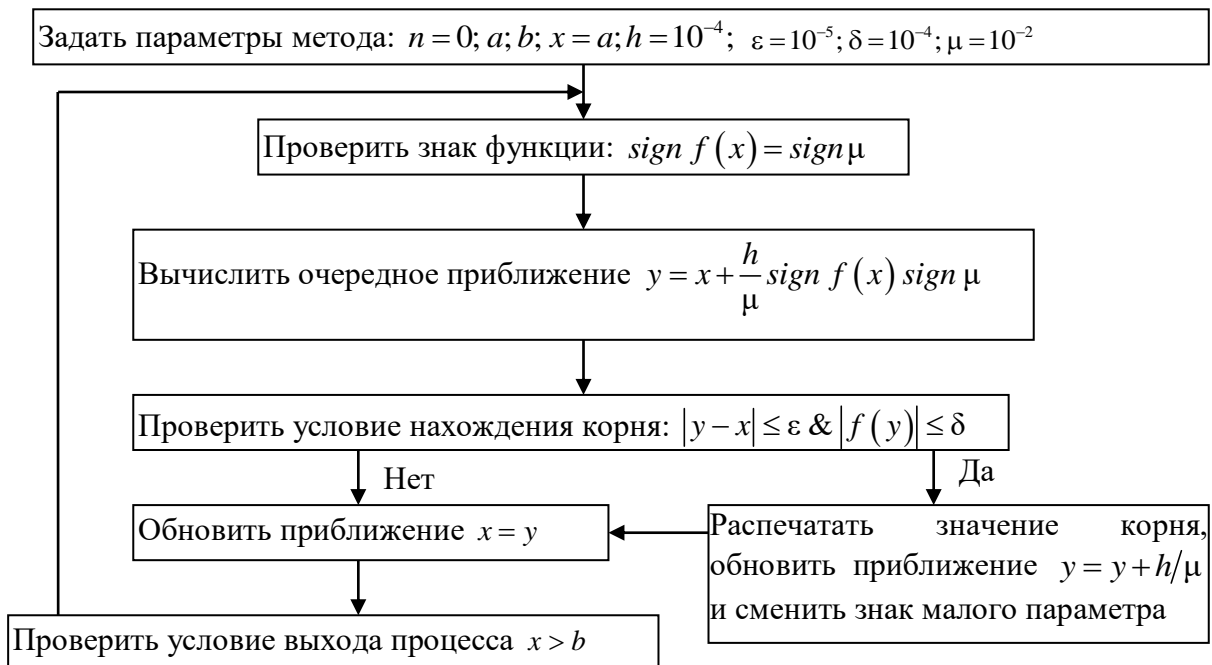 Задать параметры метода: n = 0; a; b; x = a; h = 10⁻⁴; ε = 10⁻⁵; δ = 10⁻⁴; μ = 10⁻²
Проверить знак функции: sign f(x) = sign μ
Вычислить очередное приближение y = x + h/μ sign f(x) sign μ
Проверить условие нахождения корня: |y − x| ≤ ε & |f(y)| ≤ δ
Нет
Да
Обновить приближение x = y
Распечатать значение корня,
обновить приближение y = y + h/μ
и сменить знак малого параметра
Проверить условие выхода процесса x > b